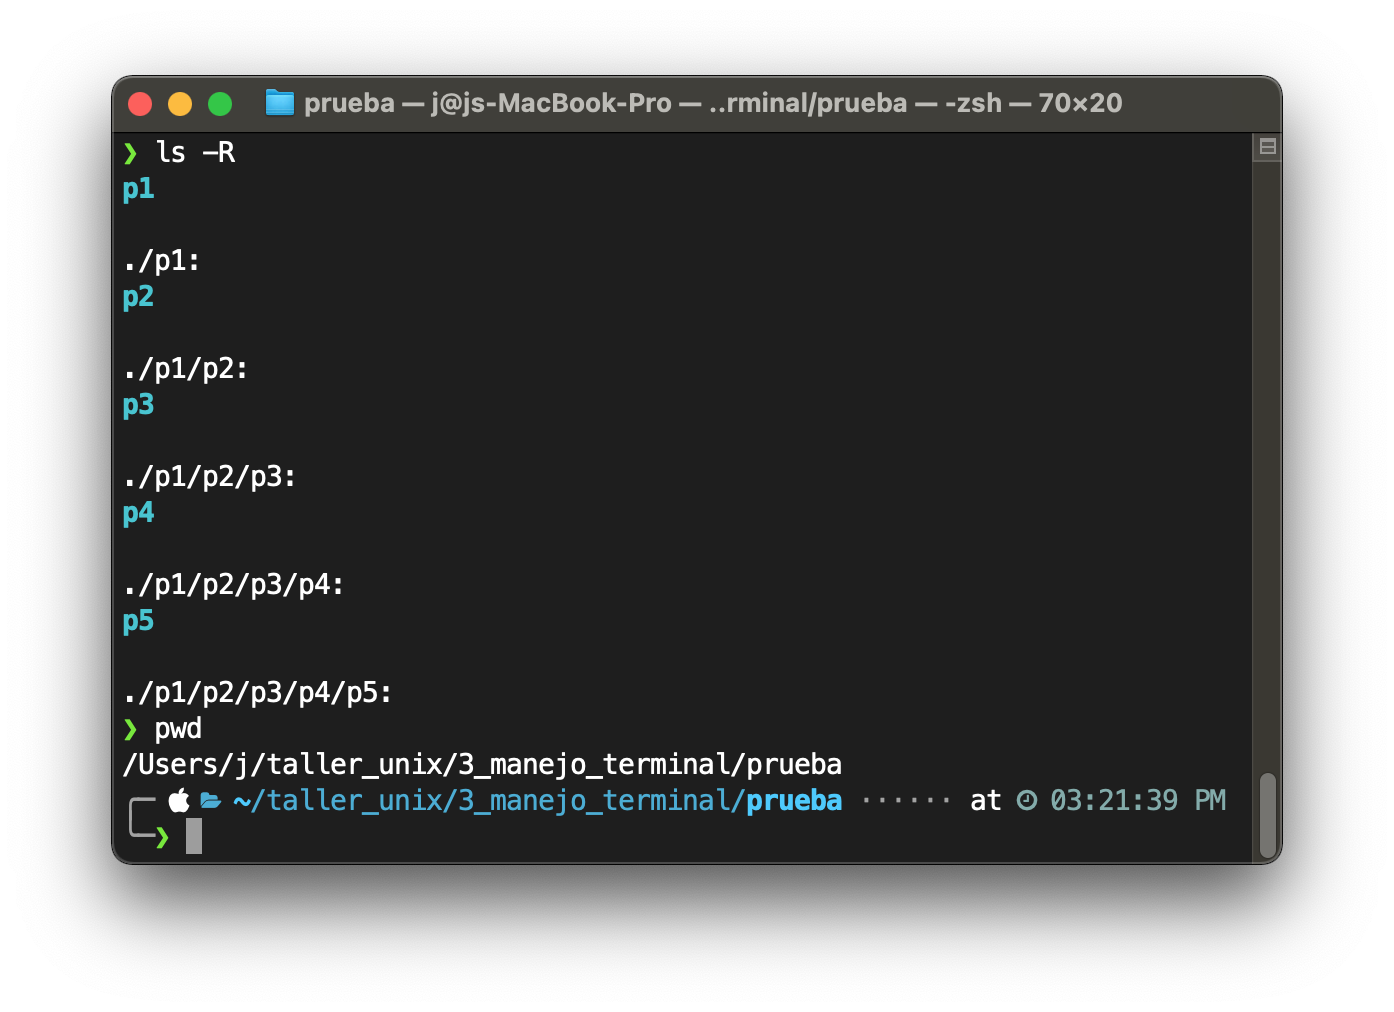 prueba — j@js-MacBook-Pro — ..rminal/prueba — -zsh — 70×20
❯ ls -R
p1
./p1:
p2
./p1/p2:
p3
./p1/p2/p3:
p4
./p1/p2/p3/p4:
p5
./p1/p2/p3/p4/p5:
❯ pwd
/Users/j/taller_unix/3_manejo_terminal/prueba
~/taller_unix/3_manejo_terminal/prueba ······ at 03:21:39 PM
❯